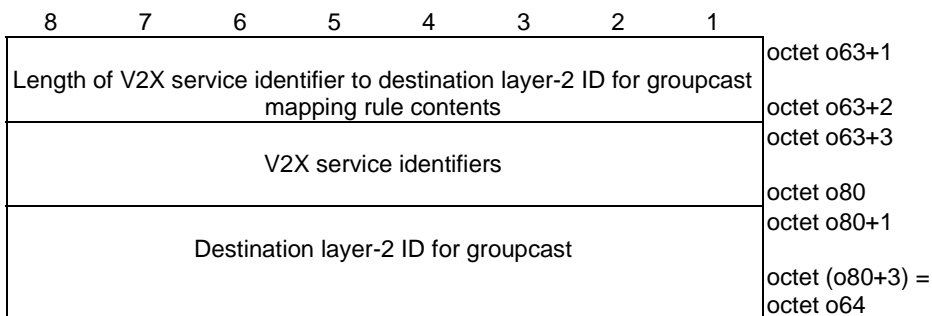 8 7 6 5 4 3 2 1
octet o63+1
Length of V2X service identifier to destination layer-2 ID for groupcast
mapping rule contents
octet o63+2
octet o63+3
V2X service identifiers
octet o80
octet o80+1
Destination layer-2 ID for groupcast
octet (o80+3) =
octet o64